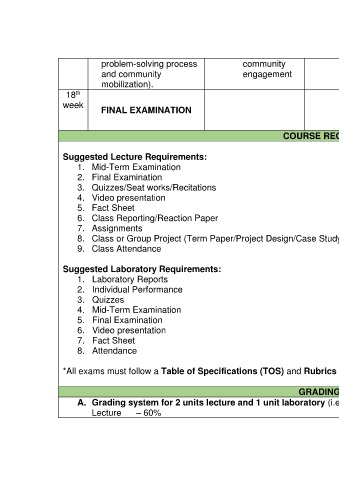 problem-solving process
and community
mobilization).
community
engagement
18th
week
FINAL EXAMINATION
COURSE REQ
Suggested Lecture Requirements:
1. Mid-Term Examination
2. Final Examination
3. Quizzes/Seat works/Recitations
4. Video presentation
5. Fact Sheet
6. Class Reporting/Reaction Paper
7. Assignments
8. Class or Group Project (Term Paper/Project Design/Case Study
9. Class Attendance
Suggested Laboratory Requirements:
1. Laboratory Reports
2. Individual Performance
3. Quizzes
4. Mid-Term Examination
5. Final Examination
6. Video presentation
7. Fact Sheet
8. Attendance
*All exams must follow a Table of Specifications (TOS) and Rubrics
GRADING
A. Grading system for 2 units lecture and 1 unit laboratory (i.e
Lecture – 60%